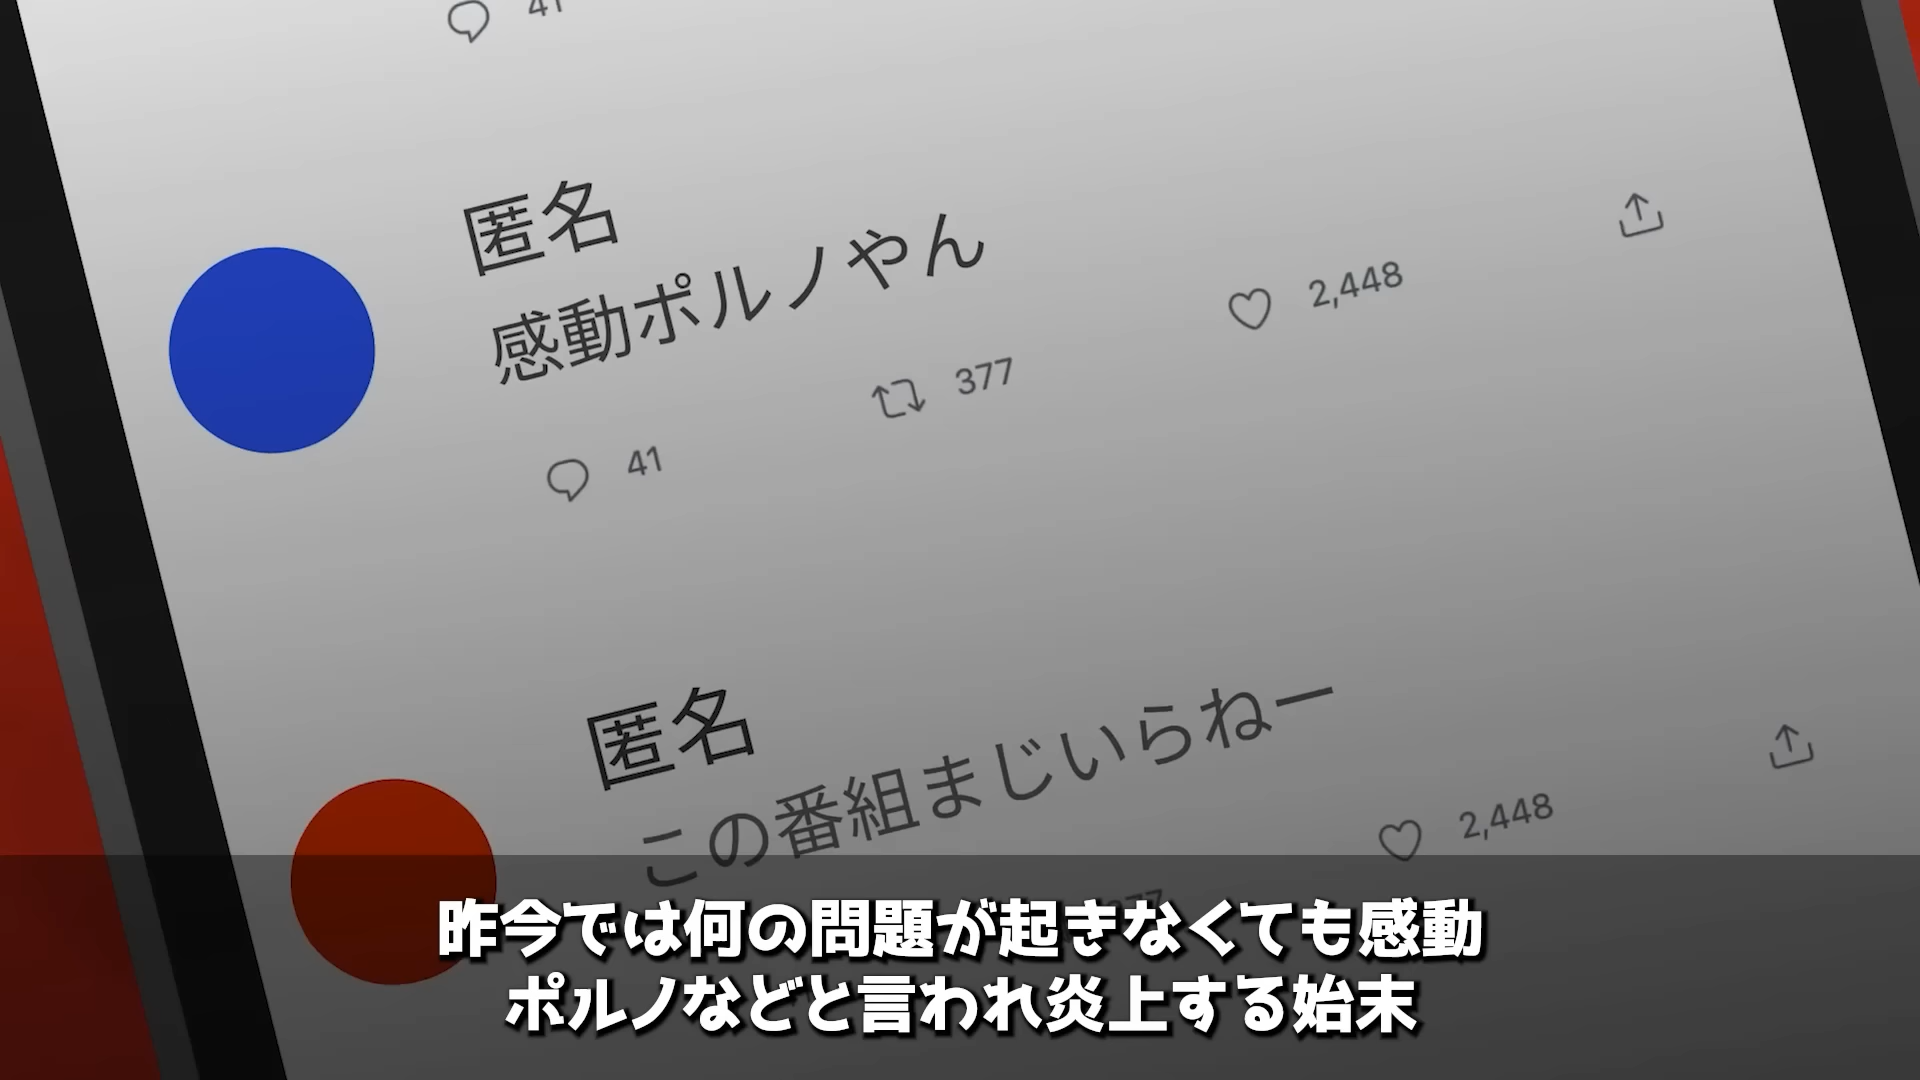 41
匿名
感動ポルノやん
41 377 2,448
匿名
この番組まじいらねー
377 2,448
昨今では何の問題が起きなくても感動
ポルノなどと言われ炎上する始末